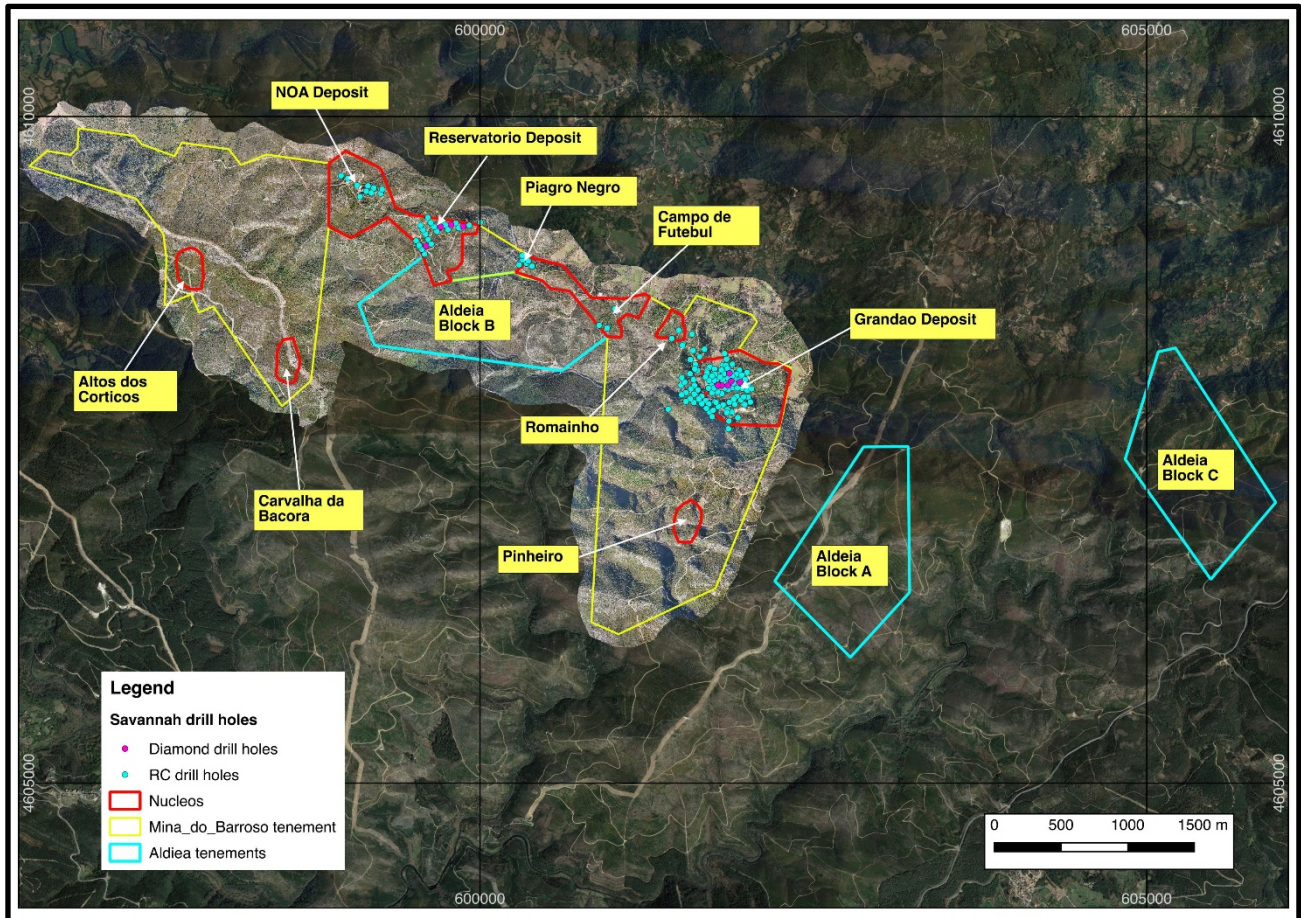 600000
605000
4610000
4610000
NOA Deposit
Reservatorio Deposit
Piagro Negro
Campo de
Futebul
Aldeia
Block B
Grandao Deposit
Altos dos
Corticos
Romainho
Aldeia
Block C
Carvalha da
Bacora
Pinheiro
Aldeia
Block A
Legend
Savannah drill holes
Diamond drill holes
RC drill holes
Nucleos
Mina_do_Barroso tenement
Aldiea tenements
4605000
4605000
0 500 1000 1500 m
600000
605000